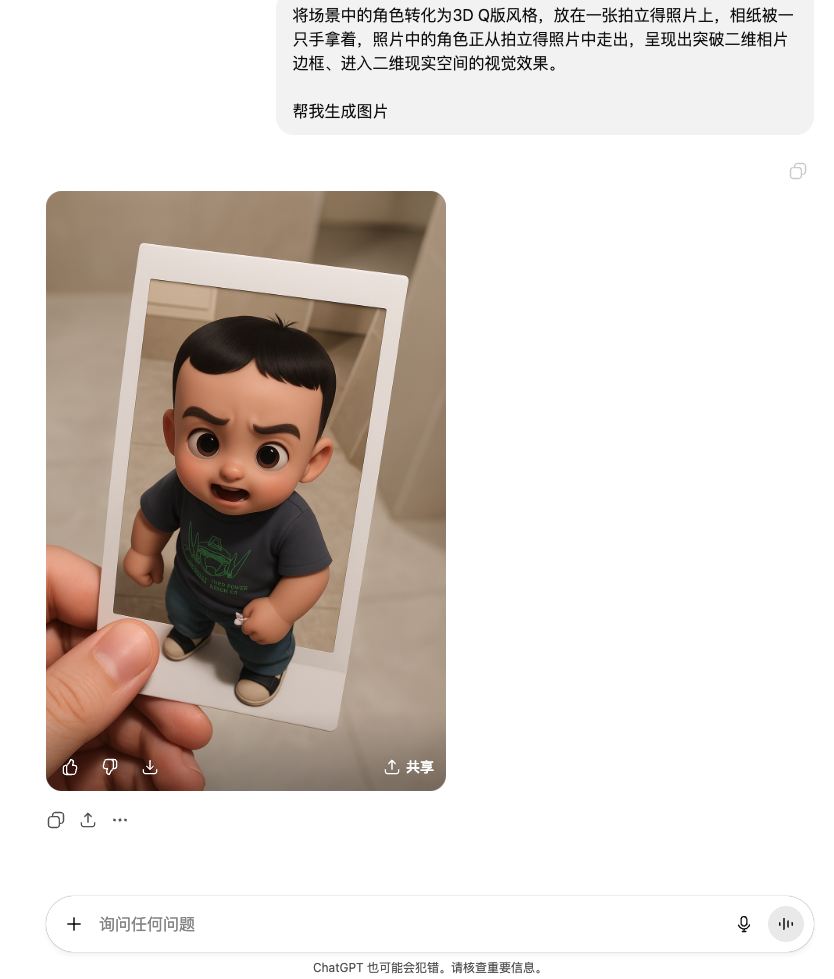 将场景中的角色转化为3D Q版风格，放在一张拍立得照片上，相纸被一
只手拿着，照片中的角色正从拍立得照片中走出，呈现出突破二维相片
边框、进入二维现实空间的视觉效果。
帮我生成图片
共享
询问任何问题
ChatGPT 也可能会犯错。请核查重要信息。